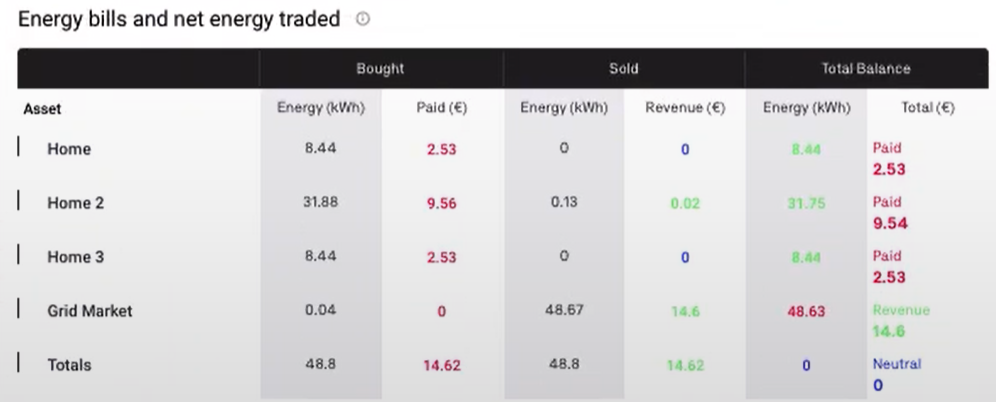 Energy bills and net energy traded
Bought Sold Total Balance
Asset Energy (kWh) Paid (€) Energy (kWh) Revenue (€) Energy (kWh) Total (€)
Home 8.44 2.53 0 0 8.44 Paid
2.53
Home 2 31.88 9.56 0.13 0.02 31.75 Paid
9.54
Home 3 8.44 2.53 0 0 8.44 Paid
2.53
Grid Market 0.04 0 48.67 14.6 48.63 Revenue
14.6
Totals 48.8 14.62 48.8 14.62 0 Neutral
0